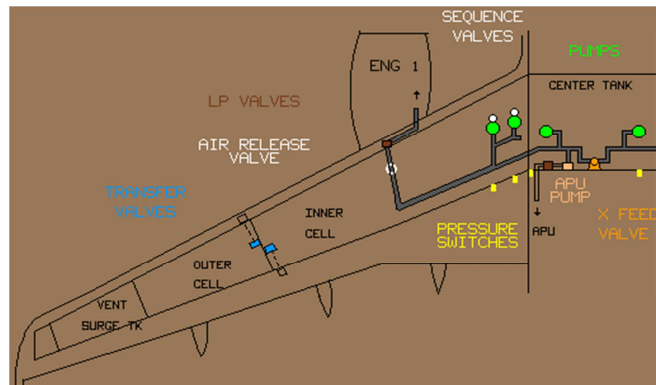 SEQUENCE
VALVES
PUMPS
ENG 1
CENTER TANK
LP VALVES
AIR RELEASE
VALVE
TRANSFER
VALVES
INNER
CELL
APU
PUMP
PRESSURE
SWITCHES
APU
X FEED
VALVE
OUTER
CELL
VENT
SURGE TK